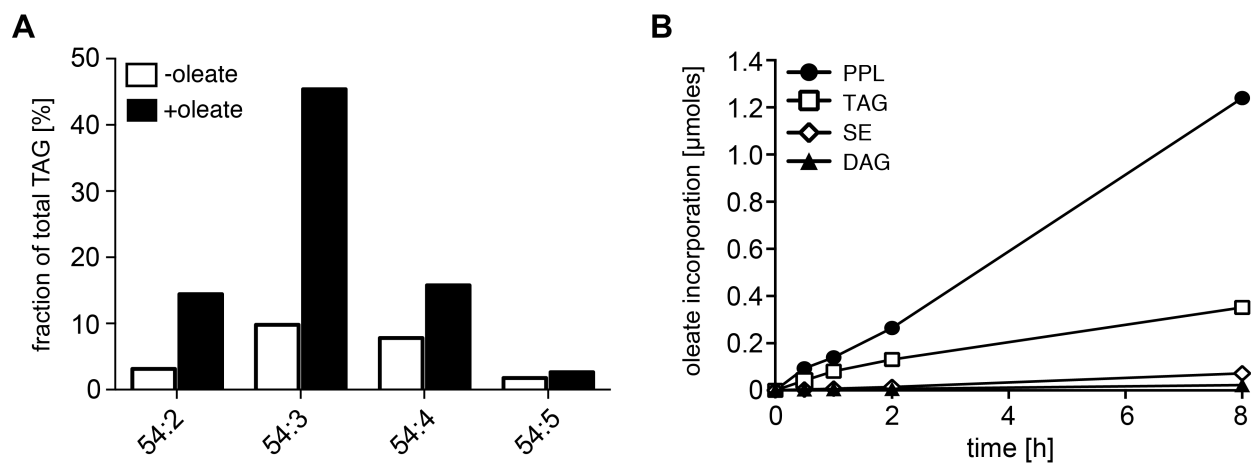 A
fraction of total TAG [%]
50
40
30
20
10
0
-oleate
+oleate
54:2
54:3
54:4
54:5
B
oleate incorporation [µmoles]
1.4
1.2
1.0
0.8
0.6
0.4
0.2
0
PPL
TAG
SE
DAG
0
2
4
6
8
time [h]